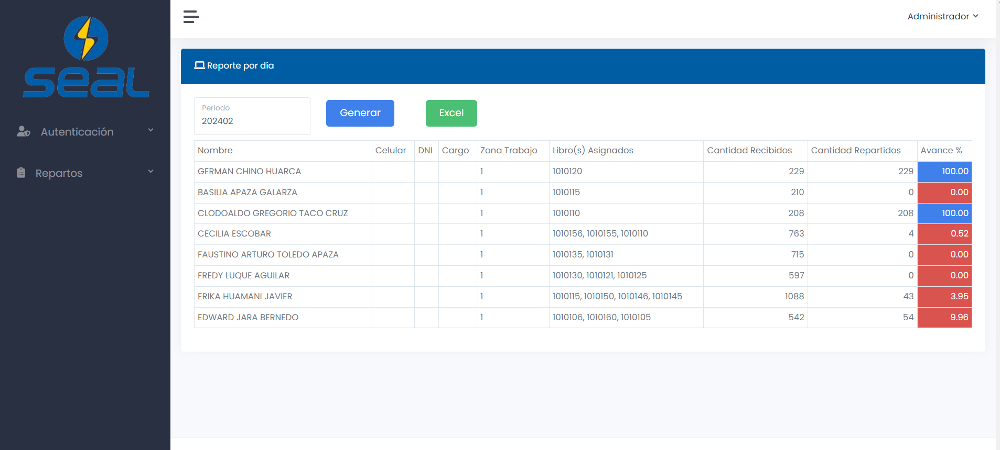 seal
Autenticación
Repartos
Administrador
Reporte por día
Periodo
202402
Generar
Excel
Nombre Celular DNI Cargo Zona Trabajo Libro(s) Asignados Cantidad Recibidos Cantidad Repartidos Avance %
GERMAN CHINO HUARCA 1 1010120 229 229 100.00
BASILIA APAZA GALARZA 1 1010115 210 0 0.00
CLODOALDO GREGORIO TACO CRUZ 1 1010110 208 208 100.00
CECILIA ESCOBAR 1 1010156, 1010155, 1010110 763 4 0.52
FAUSTINO ARTURO TOLEDO APAZA 1 1010135, 1010131 715 0 0.00
FREDY LUQUE AGUILAR 1 1010130, 1010121, 1010125 597 0 0.00
ERIKA HUAMANI JAVIER 1 1010115, 1010150, 1010146, 1010145 1088 43 3.95
EDWARD JARA BERNEDO 1 1010106, 1010160, 1010105 542 54 9.96